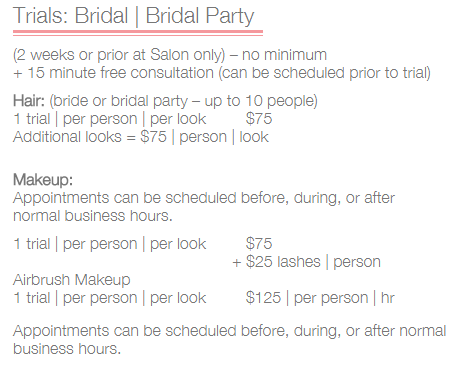 Trials: Bridal | Bridal Party
(2 weeks or prior at Salon only) – no minimum
+ 15 minute free consultation (can be scheduled prior to trial)
Hair: (bride or bridal party – up to 10 people)
1 trial | per person | per look $75
Additional looks = $75 | person | look
Makeup:
Appointments can be scheduled before, during, or after
normal business hours.
1 trial | per person | per look $75
+ $25 lashes | person
Airbrush Makeup
1 trial | per person | per look $125 | per person | hr
Appointments can be scheduled before, during, or after normal
business hours.